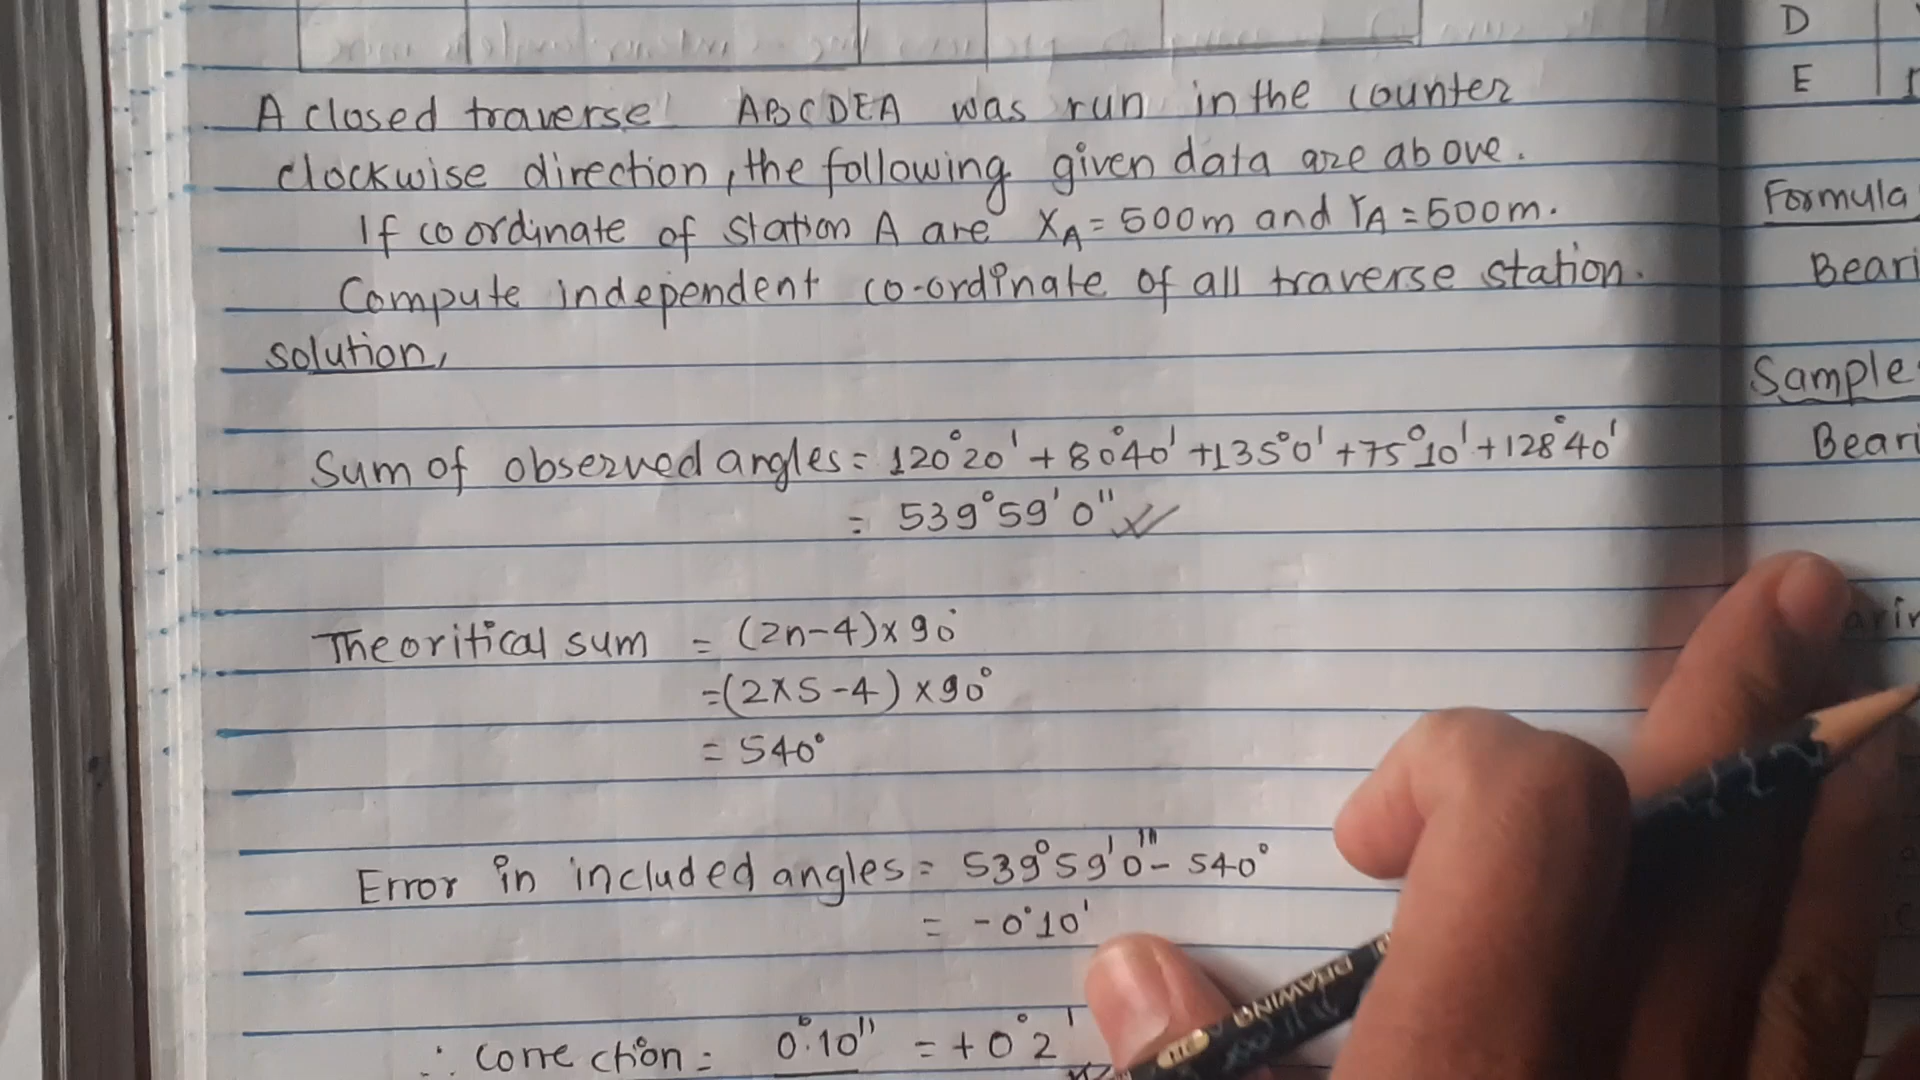 A closed traverse ABCDEA was run in the counter
clockwise direction, the following given data are above.
If coordinate of station A are XA = 500m and YA = 500m.
Compute independent co-ordinate of all traverse station.
solution,
Sum of observed angles = 120°20' + 80°40' + 135°0' + 75°10' + 128°40'
= 539°59'0"
Theoritical sum = (2n-4)×90°
= (2×5-4)×90°
= 540°
Error in included angles = 539°59'0" - 540°
= -0°10'
∴ correction = 0°10" = +0°2'
D
E
Formula
Beari
Sample
Beari
DRAWING